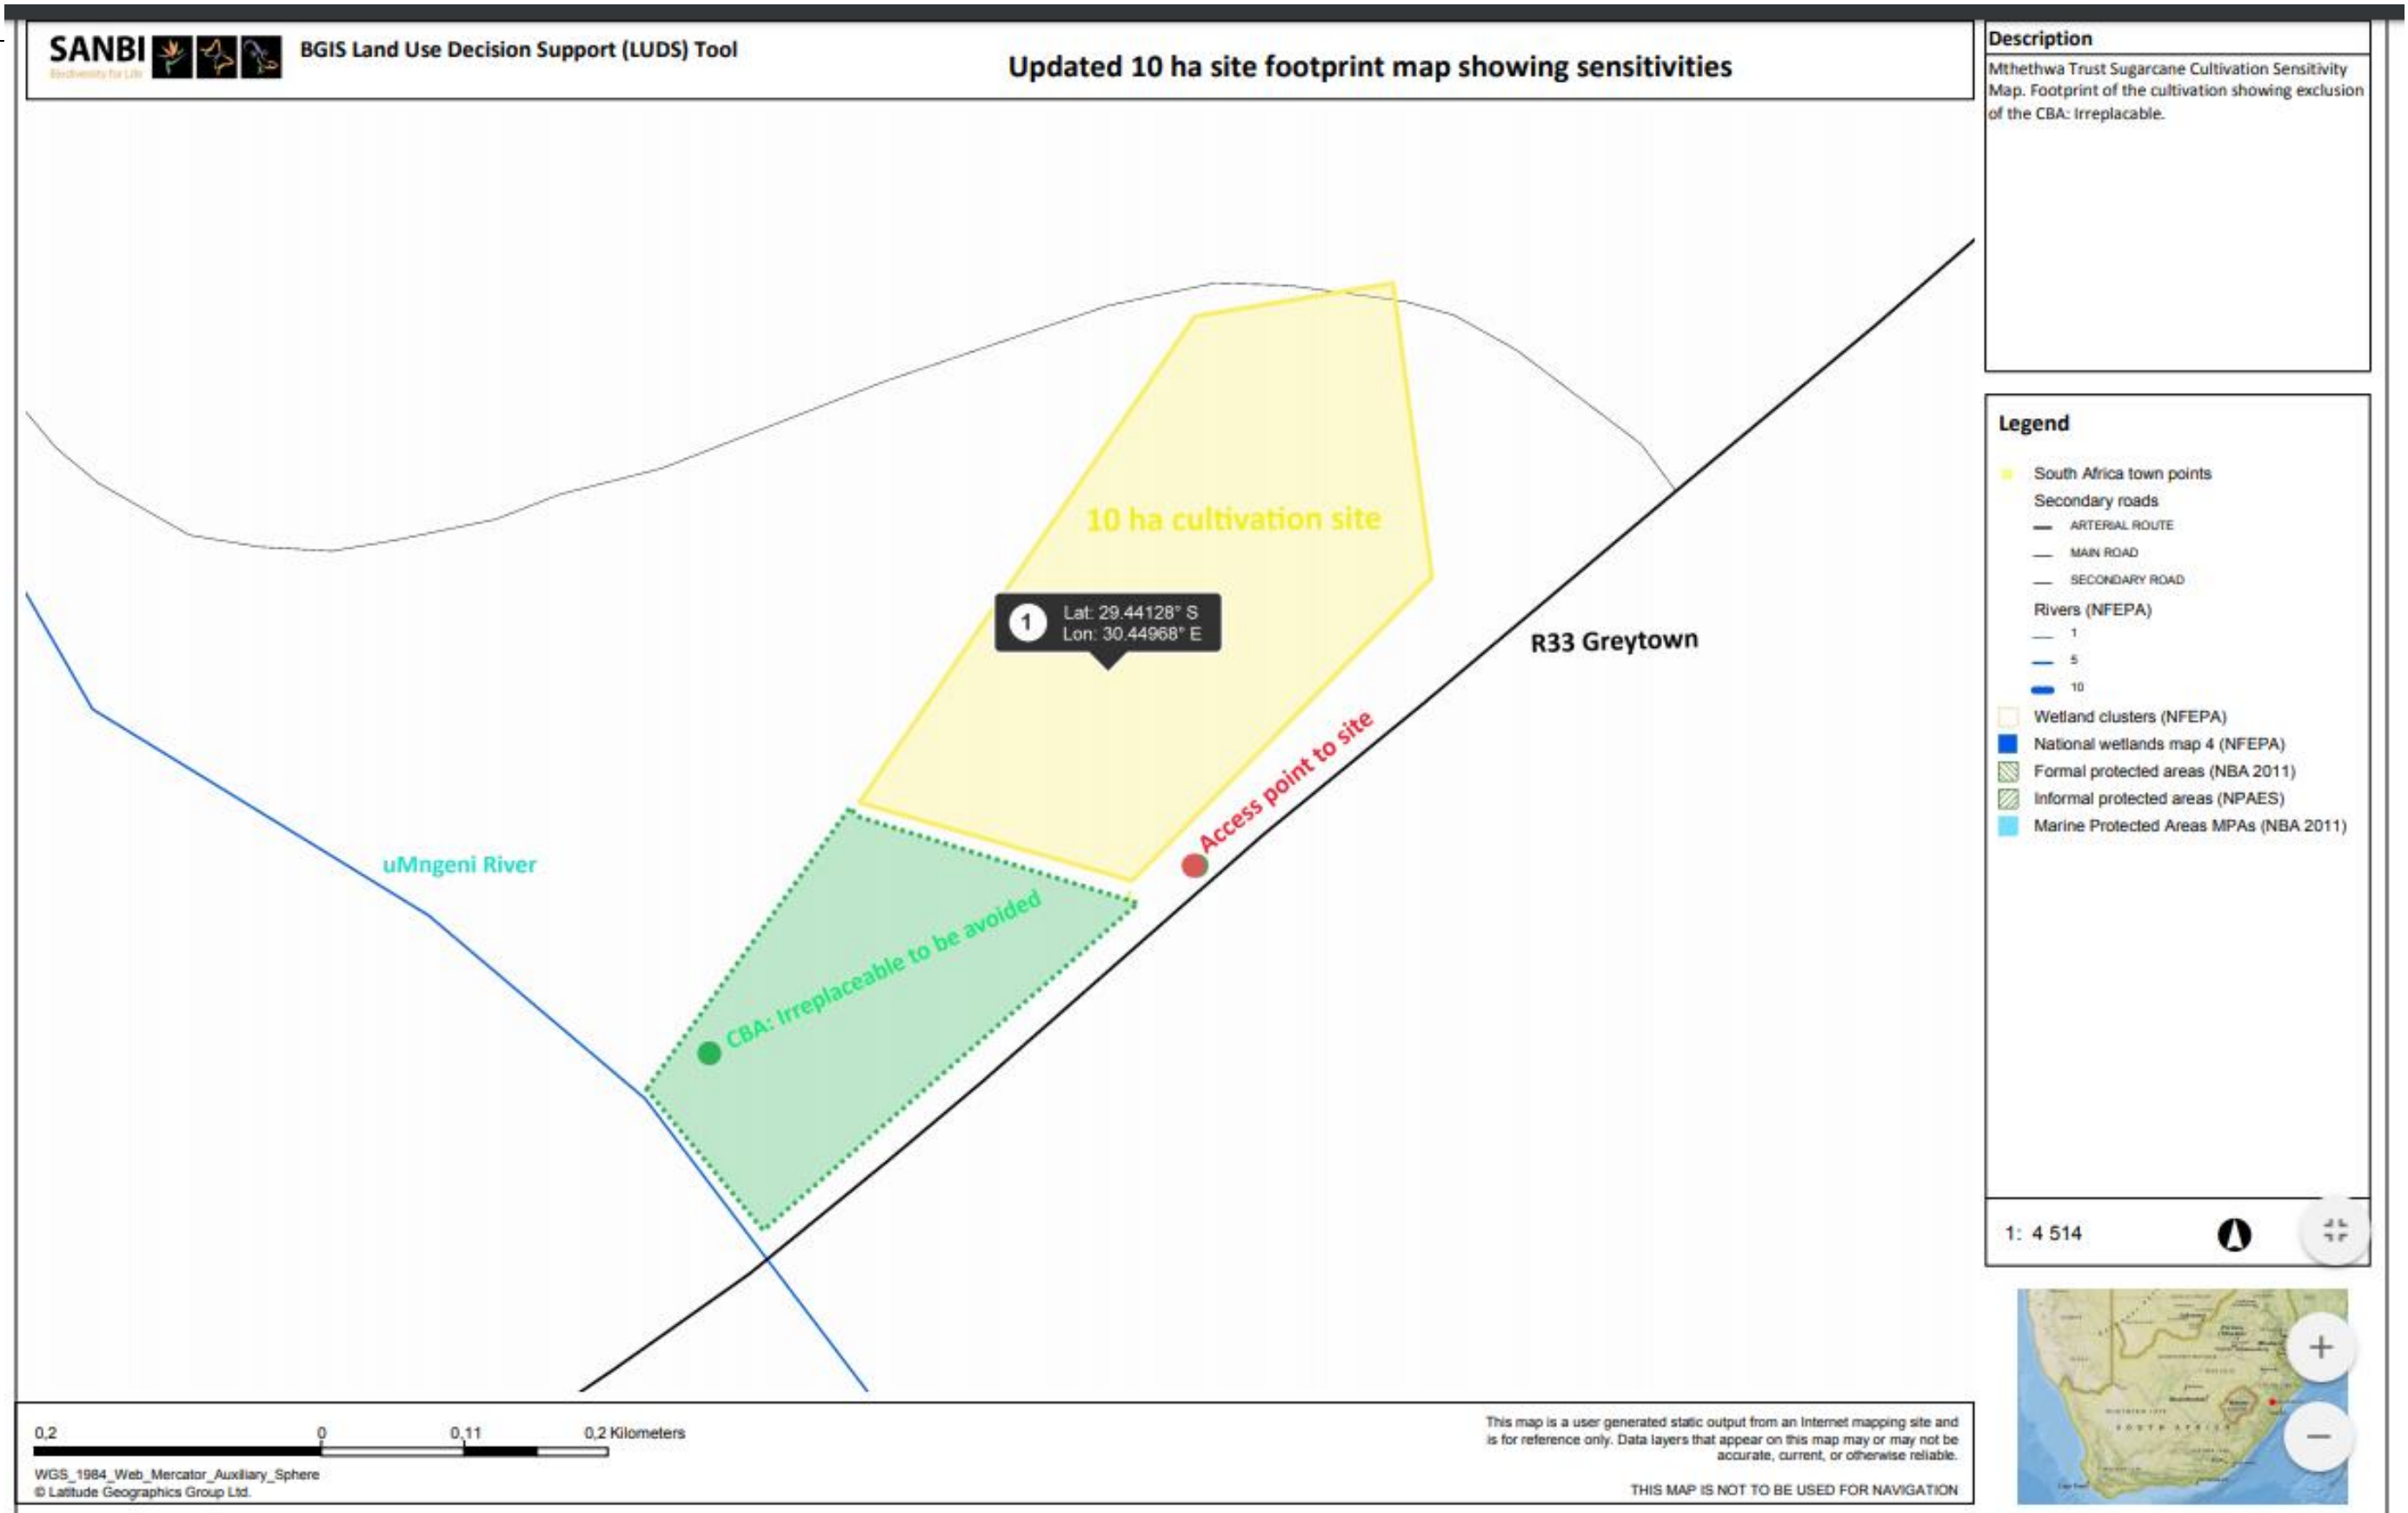 SANBI
Biodiversity for Life
BGIS Land Use Decision Support (LUDS) Tool
Updated 10 ha site footprint map showing sensitivities
Description
Mthethwa Trust Sugarcane Cultivation Sensitivity
Map. Footprint of the cultivation showing exclusion
of the CBA: Irreplacable.
10 ha cultivation site
1
Lat: 29.44128° S
Lon: 30.44968° E
R33 Greytown
Access point to site
uMngeni River
CBA: Irreplaceable to be avoided
Legend
South Africa town points
Secondary roads
ARTERIAL ROUTE
MAIN ROAD
SECONDARY ROAD
Rivers (NFEPA)
1
5
10
Wetland clusters (NFEPA)
National wetlands map 4 (NFEPA)
Formal protected areas (NBA 2011)
Informal protected areas (NPAES)
Marine Protected Areas MPAs (NBA 2011)
1: 4 514
SOUTH AFRICA
0,2 0 0,11 0,2 Kilometers
WGS_1984_Web_Mercator_Auxiliary_Sphere
© Latitude Geographics Group Ltd.
This map is a user generated static output from an Internet mapping site and
is for reference only. Data layers that appear on this map may or may not be
accurate, current, or otherwise reliable.
THIS MAP IS NOT TO BE USED FOR NAVIGATION